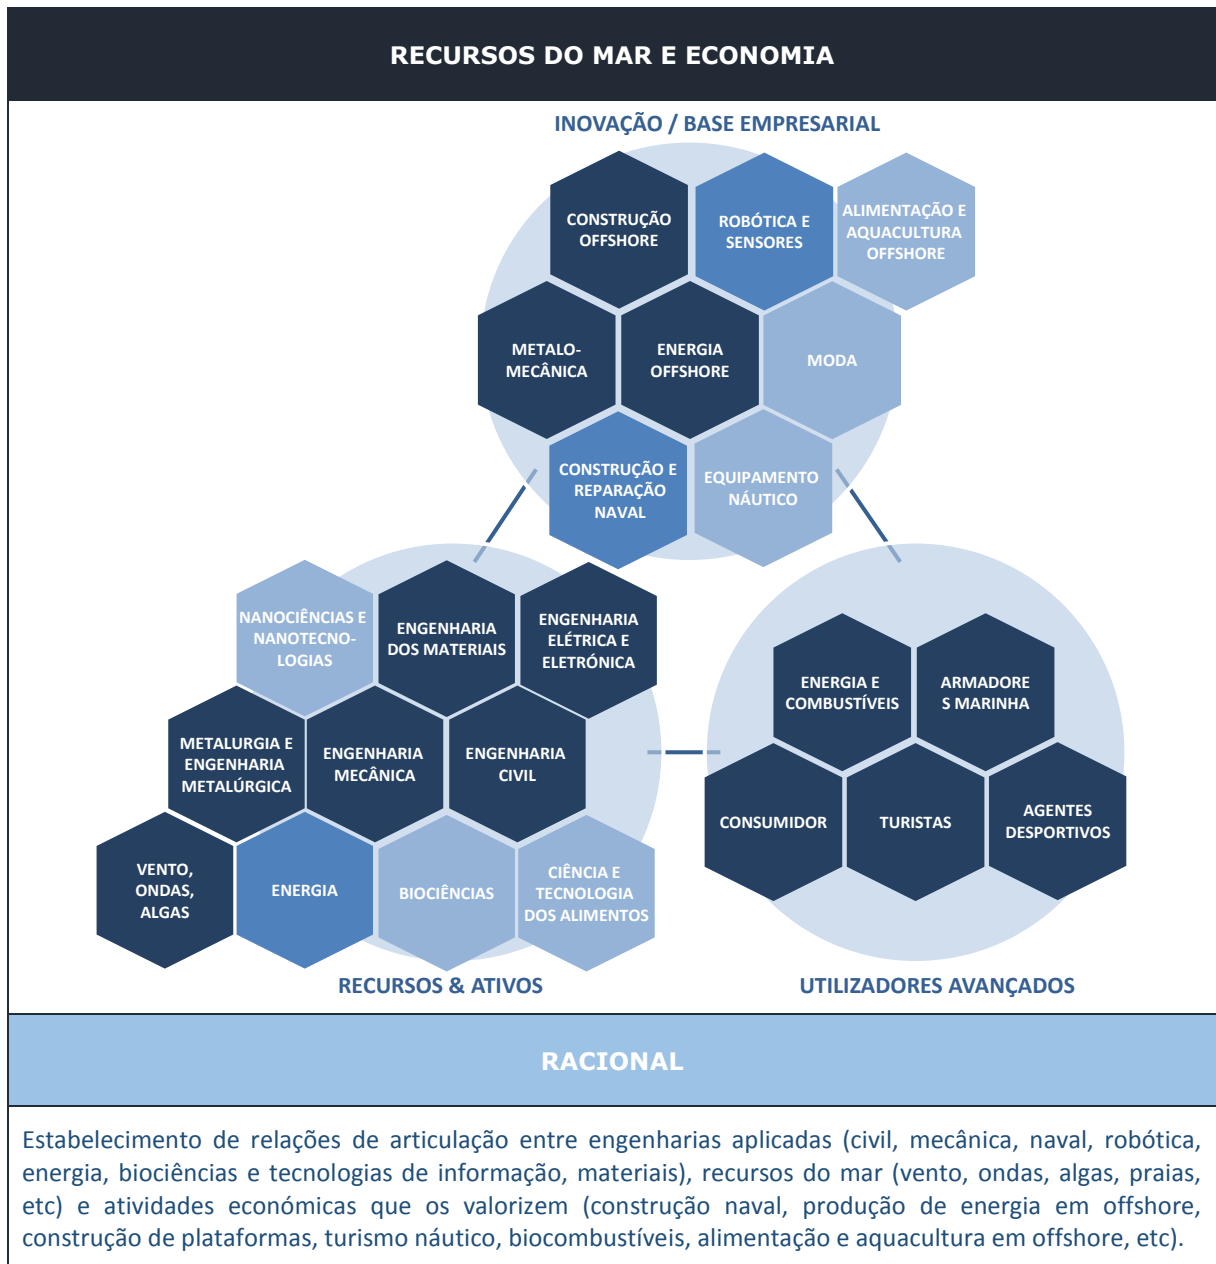 RECURSOS DO MAR E ECONOMIA
INOVAÇÃO / BASE EMPRESARIAL
CONSTRUÇÃO
OFFSHORE
ROBÓTICA E
SENSORES
ALIMENTAÇÃO E
AQUACULTURA
OFFSHORE
METALO-
MECÂNICA
ENERGIA
OFFSHORE
MODA
CONSTRUÇÃO E
REPARAÇÃO
NAVAL
EQUIPAMENTO
NÁUTICO
NANOCIÊNCIAS E
NANOTECNO-
LOGIAS
ENGENHARIA
DOS MATERIAIS
ENGENHARIA
ELÉTRICA E
ELETRÓNICA
METALURGIA E
ENGENHARIA
METALÚRGICA
ENGENHARIA
MECÂNICA
ENGENHARIA
CIVIL
VENTO,
ONDAS,
ALGAS
ENERGIA
BIOCIÊNCIAS
CIÊNCIA E
TECNOLOGIA
DOS ALIMENTOS
RECURSOS & ATIVOS
ENERGIA E
COMBUSTÍVEIS
ARMADORE
S MARINHA
CONSUMIDOR
TURISTAS
AGENTES
DESPORTIVOS
UTILIZADORES AVANÇADOS
RACIONAL
Estabelecimento de relações de articulação entre engenharias aplicadas (civil, mecânica, naval, robótica,
energia, biociências e tecnologias de informação, materiais), recursos do mar (vento, ondas, algas, praias,
etc) e atividades económicas que os valorizem (construção naval, produção de energia em offshore,
construção de plataformas, turismo náutico, biocombustíveis, alimentação e aquacultura em offshore, etc).